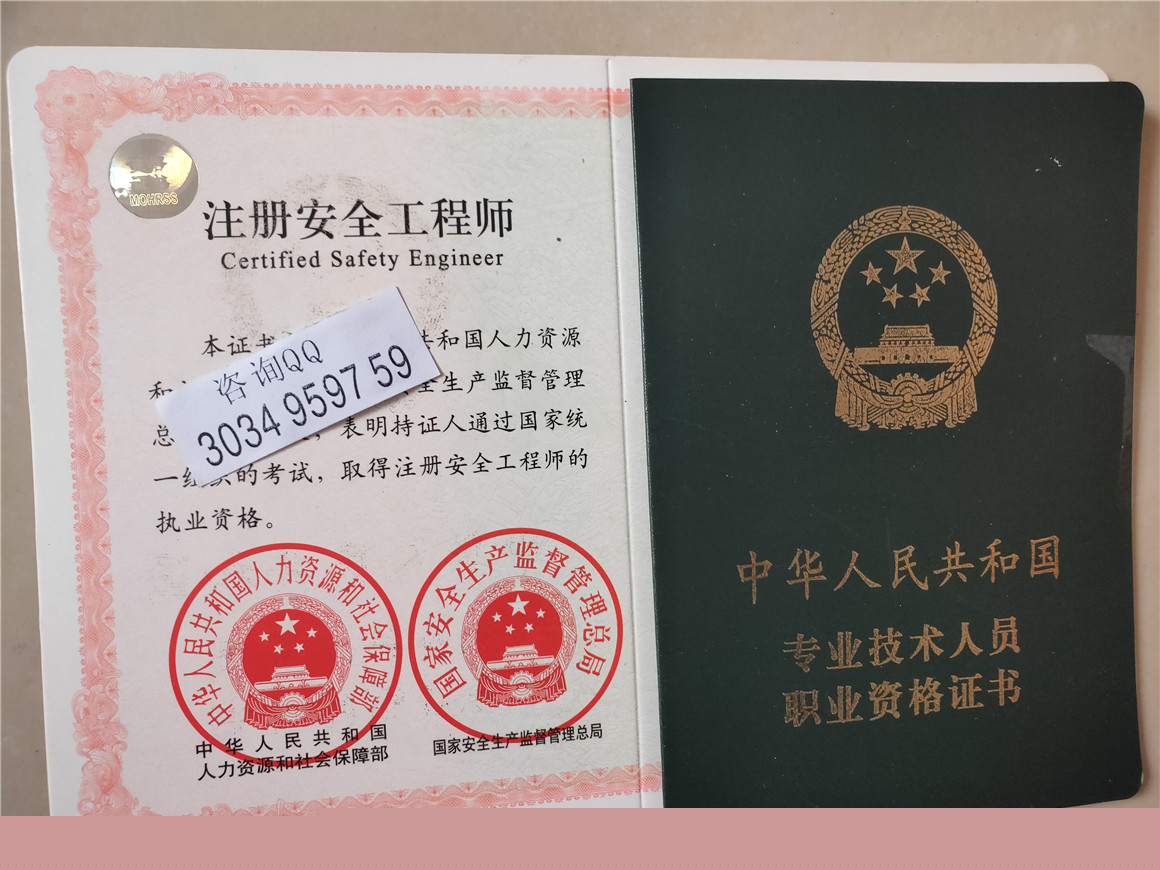 MOHRSS
注册安全工程师
Certified Safety Engineer
本证书
共和国人力资源
和
全生产监督管理
总
表明持证人通过国家统
一组织的考试，取得注册安全工程师的
执业资格。
咨询QQ
3034 9597 59
中华人民共和国人力资源和社会保障部
国家安全生产监督管理总局
中华人民共和国
人力资源和社会保障部
国家安全生产监督管理总局
中华人民共和国
专业技术人员
职业资格证书